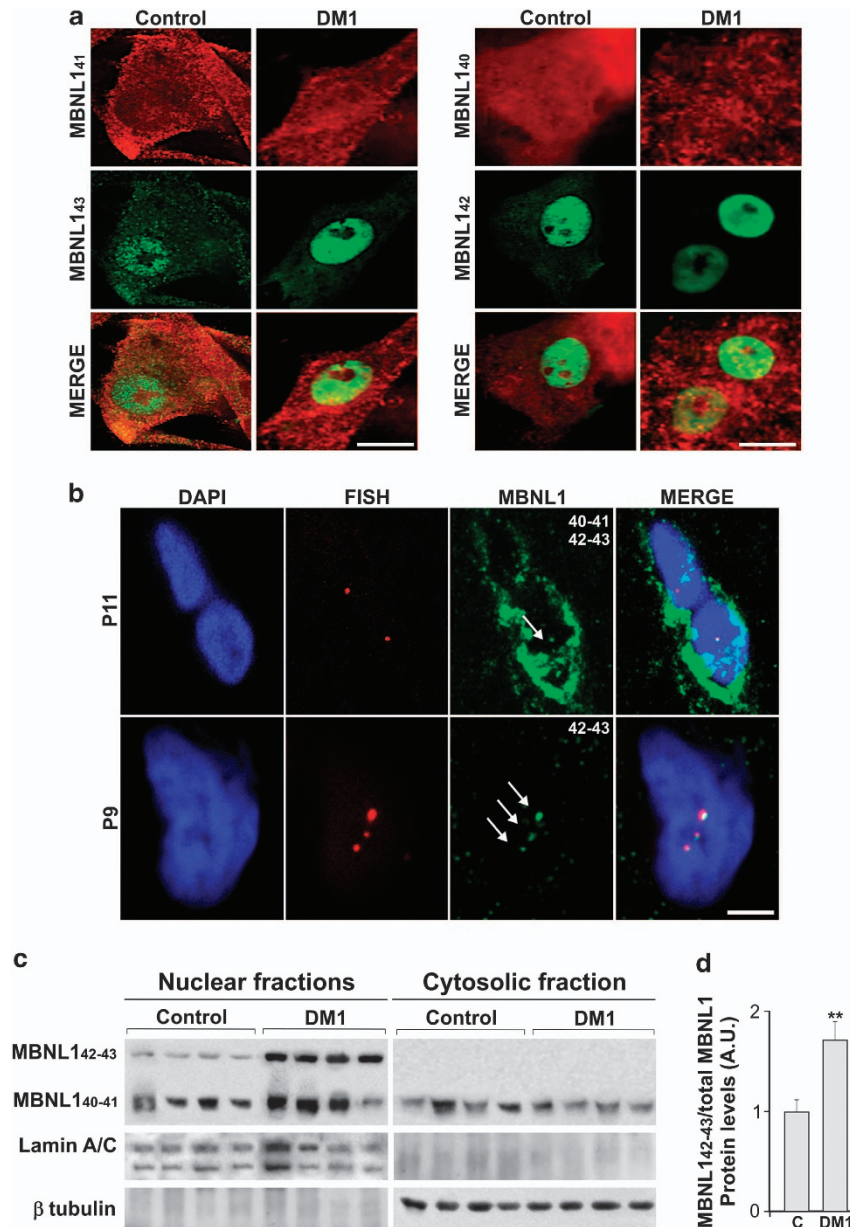 a
Control DM1 Control DM1
MBNL141 MBNL140
MBNL143 MBNL142
MERGE MERGE
b
DAPI FISH MBNL1 MERGE
P11 40-41
42-43
P9 42-43
c
Nuclear fractions Cytosolic fraction
Control DM1 Control DM1
MBNL142-43
MBNL140-41
Lamin A/C
β tubulin
d
MBNL142-43/total MBNL1
Protein levels (A.U.)
2
**
1
0
C DM1